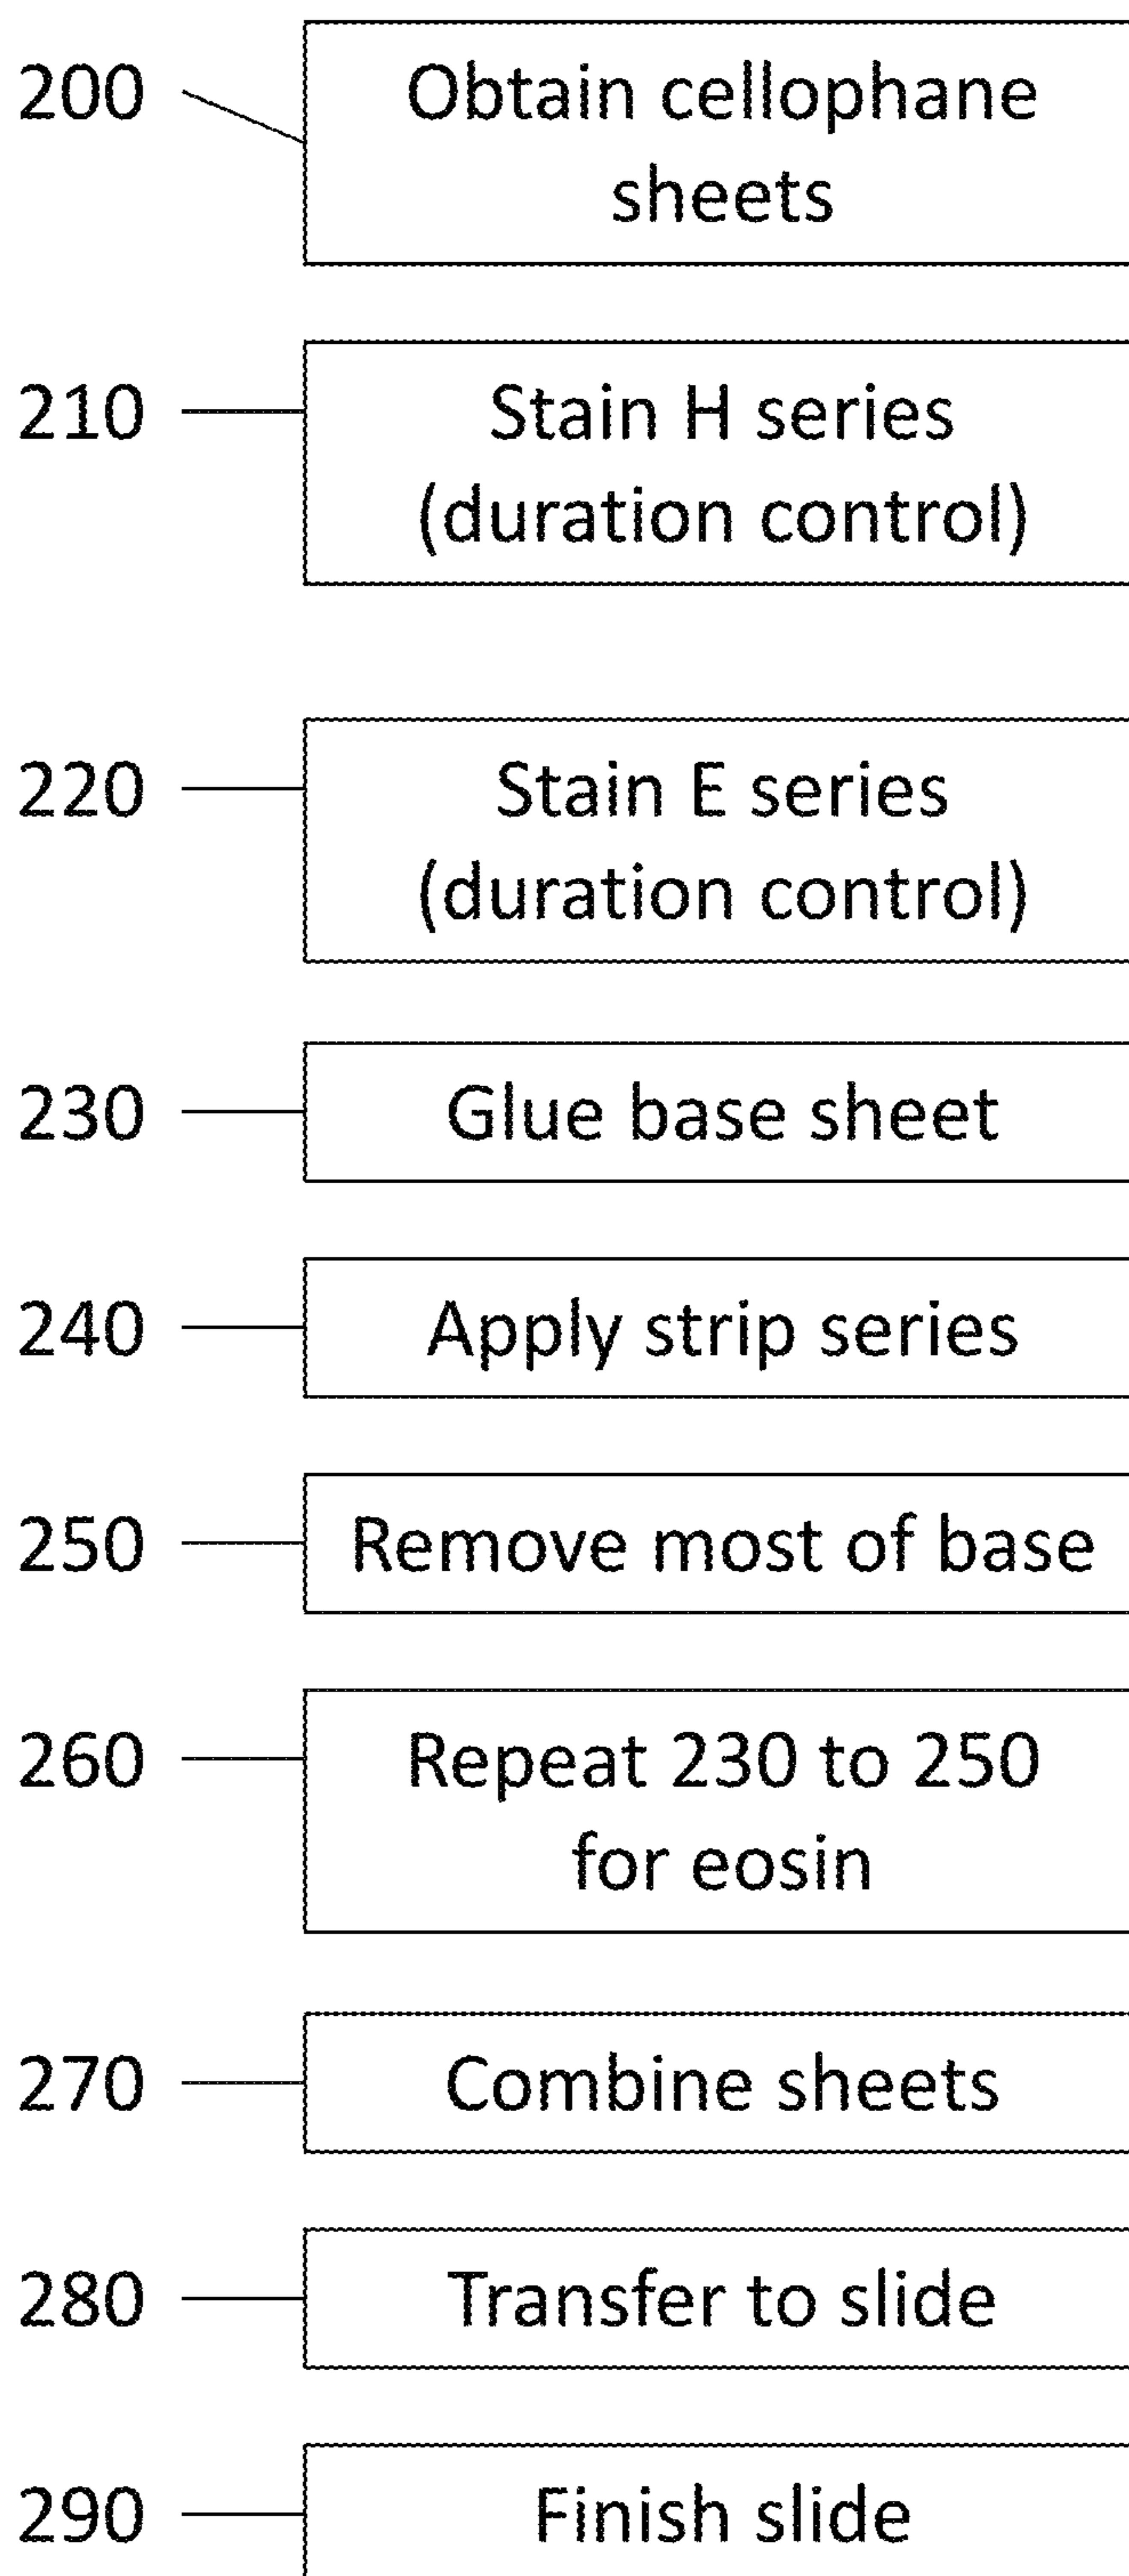 200 Obtain cellophane
sheets
210 Stain H series
(duration control)
220 Stain E series
(duration control)
230 Glue base sheet
240 Apply strip series
250 Remove most of base
260 Repeat 230 to 250
for eosin
270 Combine sheets
280 Transfer to slide
290 Finish slide